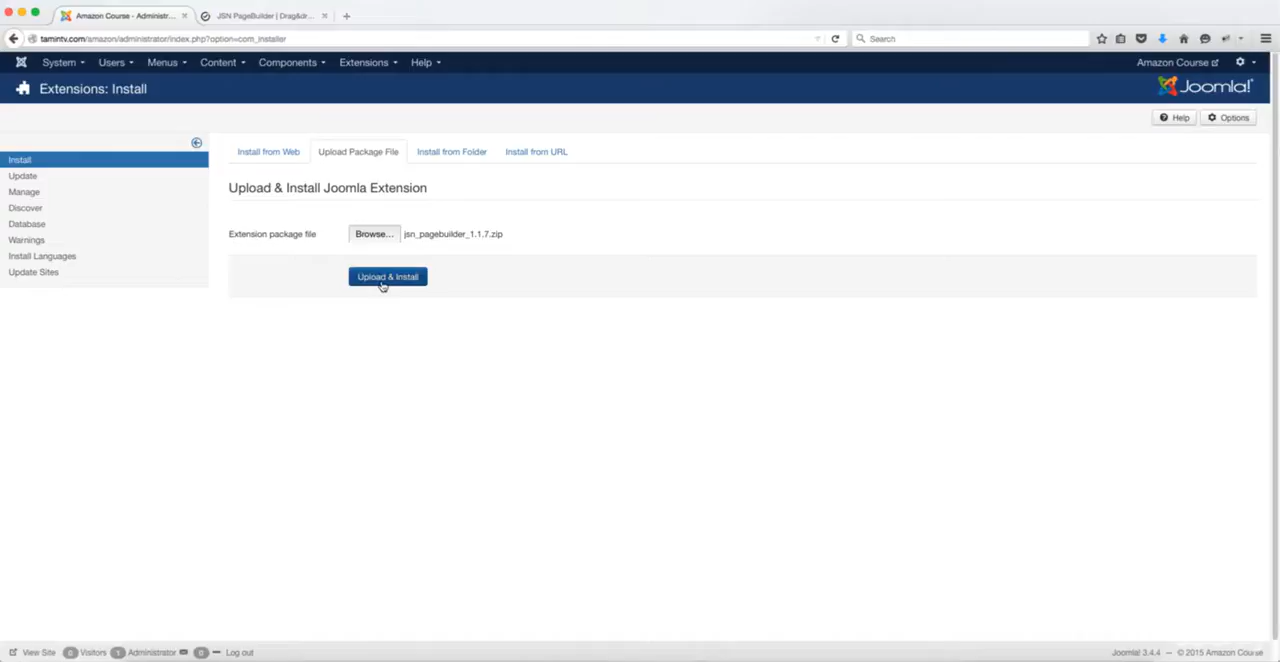 Amazon Course - Administr...
JSN PageBuilder | Drag&dr...
tamintv.com/amazon/administrator/index.php?option=com_installer
Search
System Users Menus Content Components Extensions Help
Amazon Course
Extensions: Install
Joomla!
Help Options
Install
Update
Manage
Discover
Database
Warnings
Install Languages
Update Sites
Install from Web Upload Package File Install from Folder Install from URL
Upload & Install Joomla Extension
Extension package file Browse... jsn_pagebuilder_1.1.7.zip
Upload & Install
View Site 0 Visitors 1 Administrator 0 Log out
Joomla! 3.4.4 — © 2015 Amazon Course